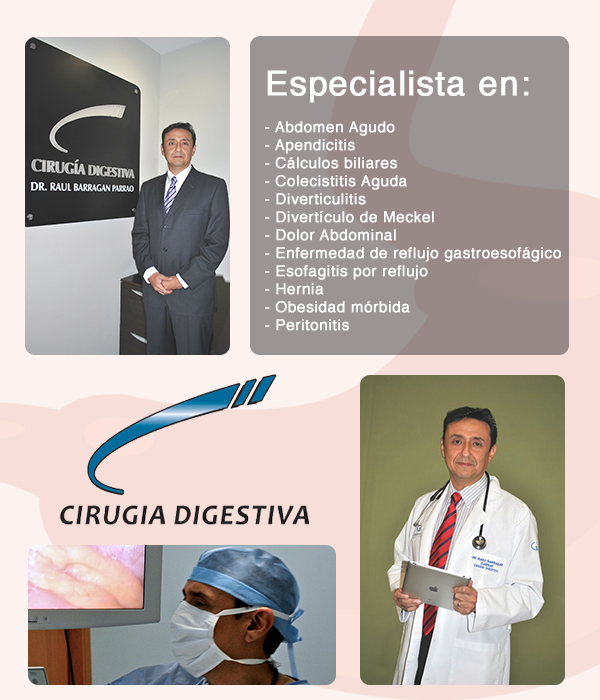 CIRUGÍA DIGESTIVA
DR. RAUL BARRAGAN PARRAO
Especialista en:
- Abdomen Agudo
- Apendicitis
- Cálculos biliares
- Colecistitis Aguda
- Diverticulitis
- Divertículo de Meckel
- Dolor Abdominal
- Enfermedad de reflujo gastroesofágico
- Esofagitis por reflujo
- Hernia
- Obesidad mórbida
- Peritonitis
CIRUGIA DIGESTIVA